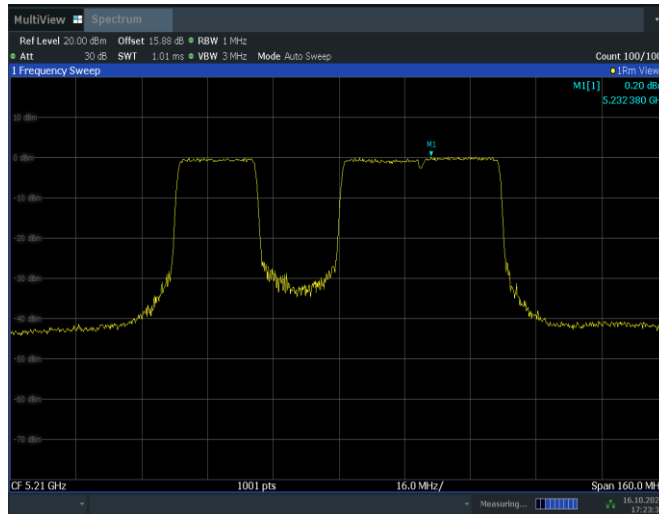 MultiView Spectrum
Ref Level 20.00 dBm Offset 15.88 dB RBW 1 MHz
Att 30 dB SWT 1.01 ms VBW 3 MHz Mode Auto Sweep Count 100/100
1 Frequency Sweep 1Rm View
M1[1] 0.20 dB
5.232 380 G
10 dBm
M1
0 dBm
-10 dBm
-20 dBm
-30 dBm
-40 dBm
-50 dBm
-60 dBm
-70 dBm
CF 5.21 GHz 1001 pts 16.0 MHz/ Span 160.0 MH
Measuring... 16.10.202
17:23:3